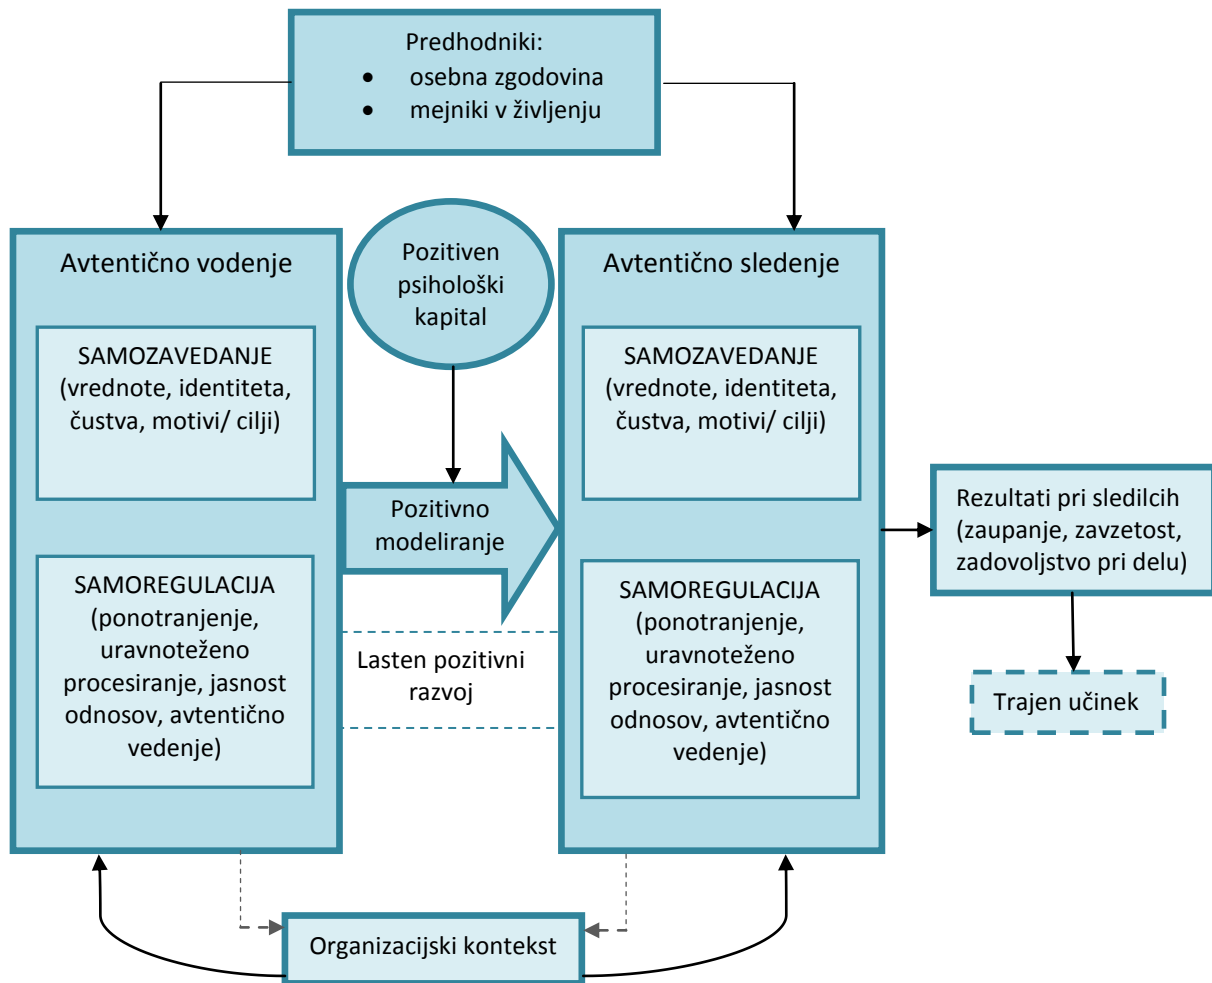 Predhodniki:
• osebna zgodovina
• mejniki v življenju
Avtentično vodenje
SAMOZAVEDANJE
(vrednote, identiteta,
čustva, motivi/ cilji)
SAMOREGULACIJA
(ponotranjenje,
uravnoteženo
procesiranje, jasnost
odnosov, avtentično
vedenje)
Pozitiven
psihološki
kapital
Pozitivno
modeliranje
Lasten pozitivni
razvoj
Avtentično sledenje
SAMOZAVEDANJE
(vrednote, identiteta,
čustva, motivi/ cilji)
SAMOREGULACIJA
(ponotranjenje,
uravnoteženo
procesiranje, jasnost
odnosov, avtentično
vedenje)
Rezultati pri sledilcih
(zaupanje, zavzetost,
zadovoljstvo pri delu)
Trajen učinek
Organizacijski kontekst